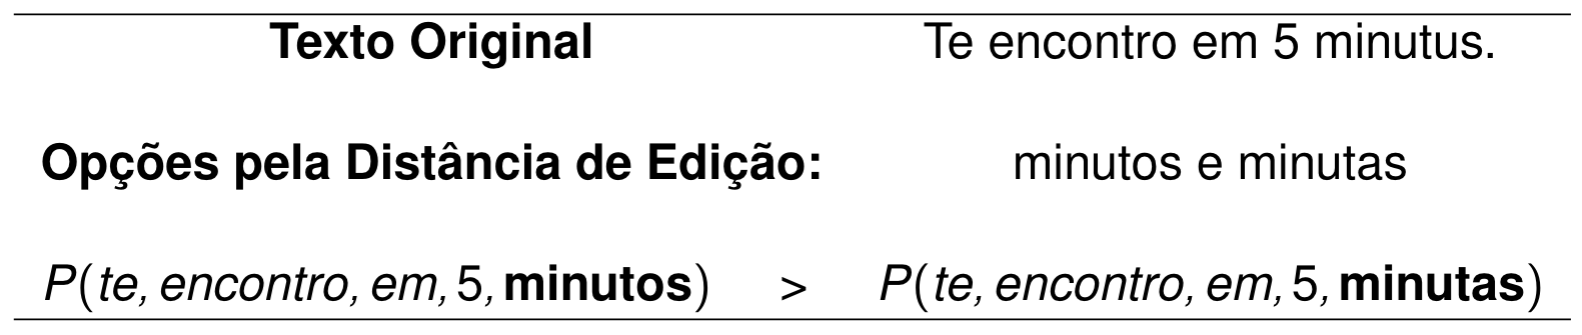 Texto Original Te encontro em 5 minutus.
Opções pela Distância de Edição: minutos e minutas
P(te, encontro, em, 5, minutos) > P(te, encontro, em, 5, minutas)